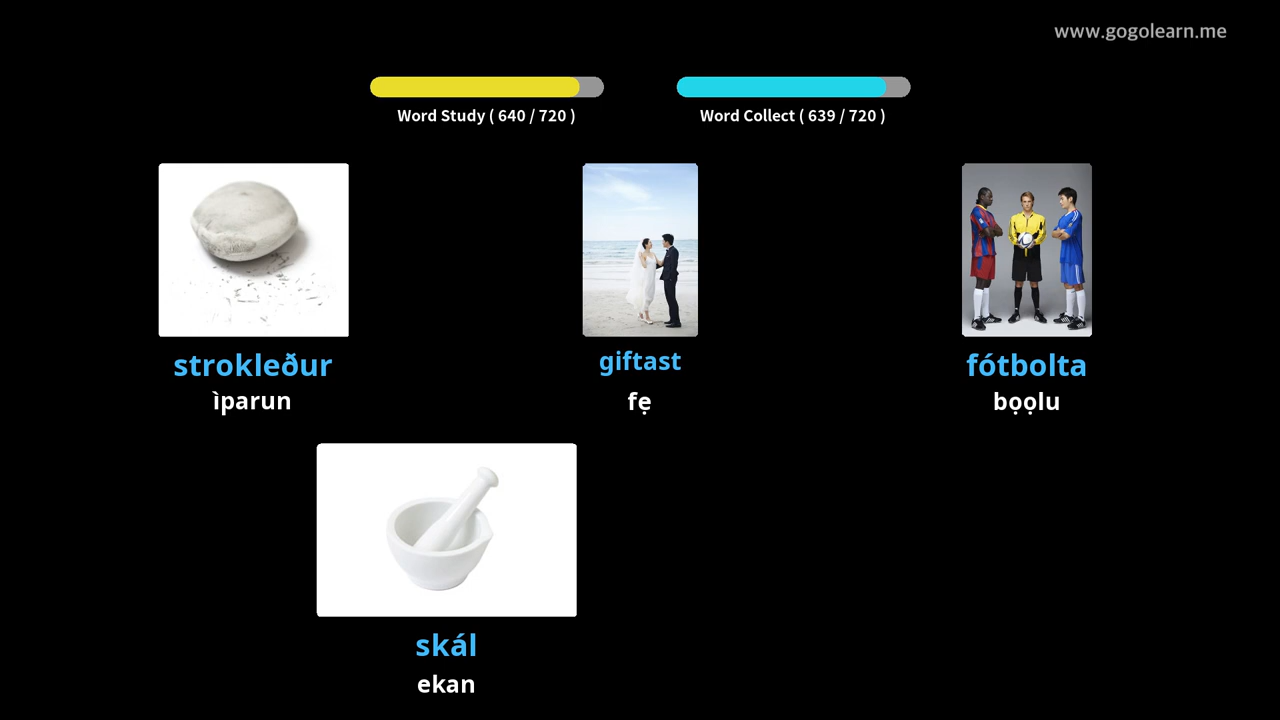 www.gogolearn.me
Word Study ( 640 / 720 )
Word Collect ( 639 / 720 )
strokleður
ìparun
giftast
fẹ
fótbolta
bọọlu
skál
ekan